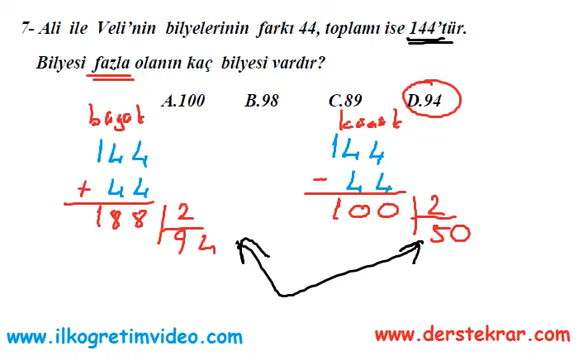 7- Ali ile Veli'nin bilyelerinin farkı 44, toplamı ise 144'tür.
Bilyesi fazla olanın kaç bilyesi vardır?
A.100 B.98 C.89 D.94
144 144
+ 44 - 44
188 2 100 2
94 50
www.ilkogretimvideo.com www.derstekrar.com